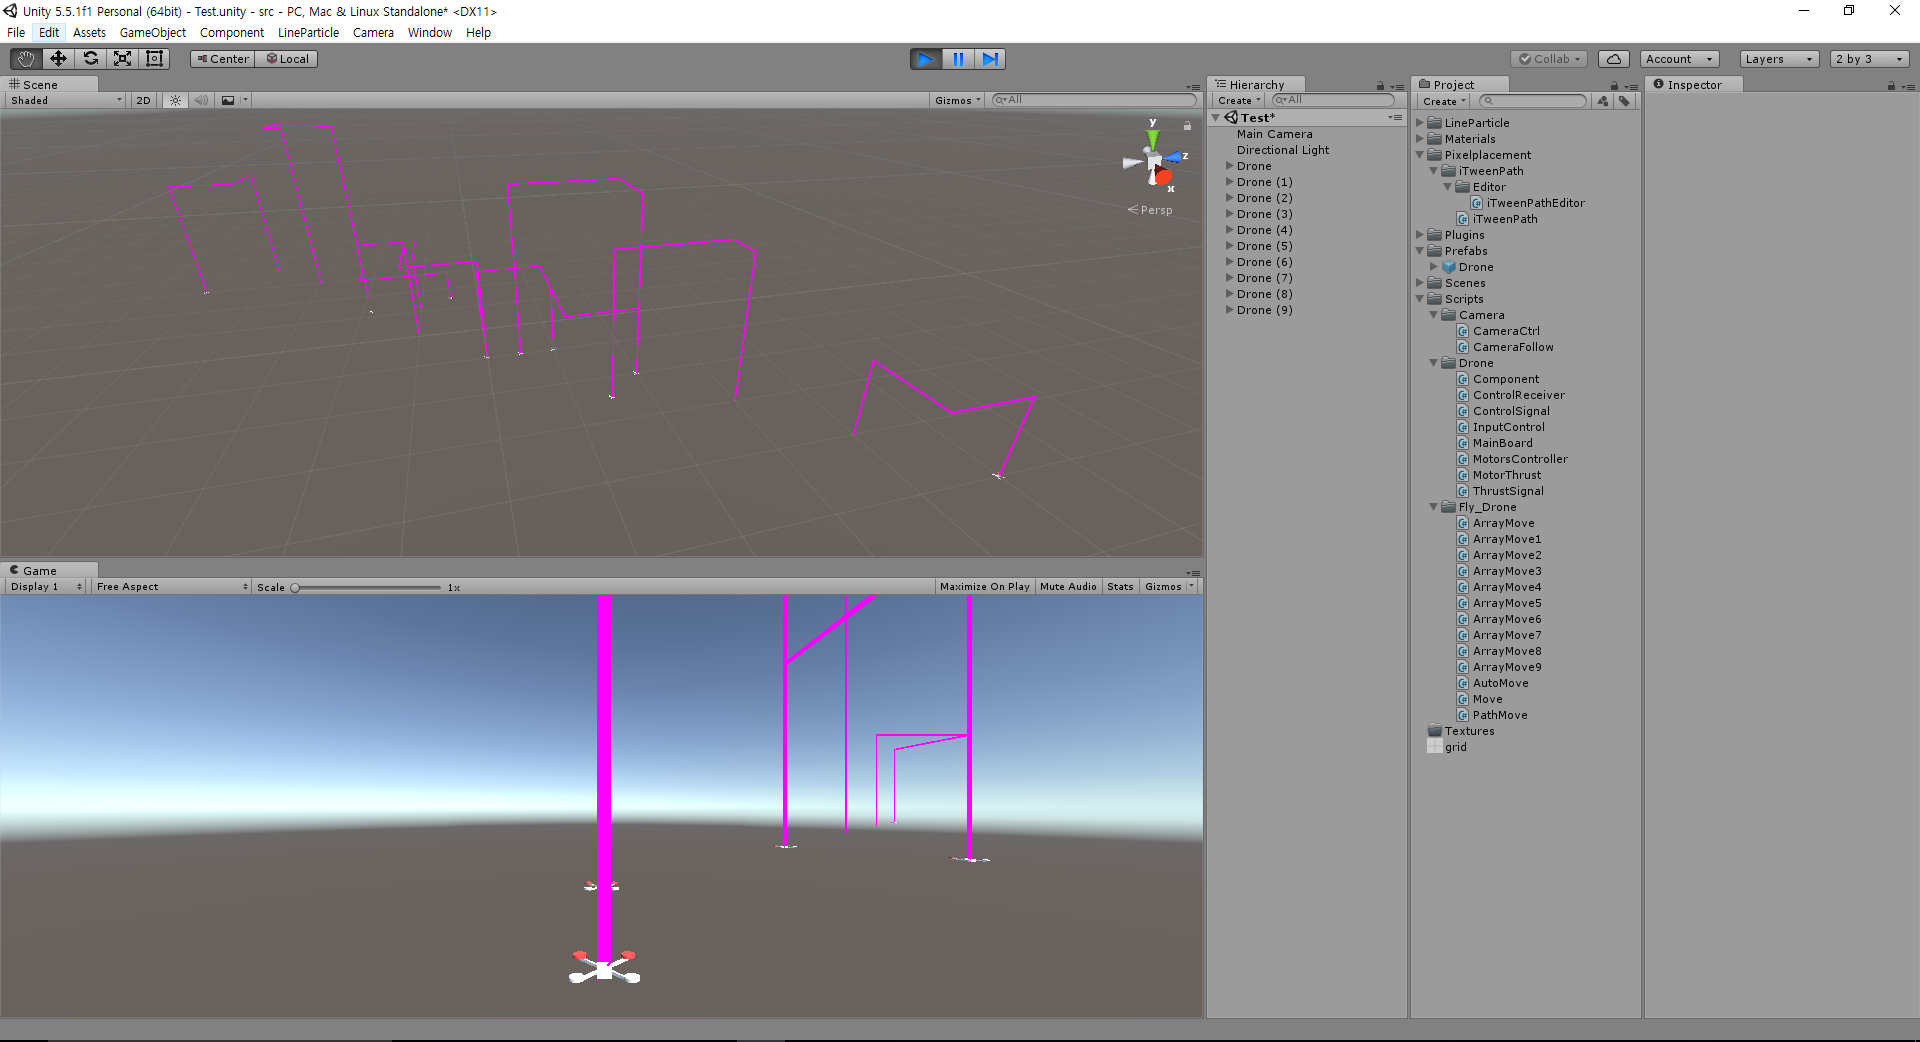 Unity 5.5.1f1 Personal (64bit) - Test.unity - src - PC, Mac & Linux Standalone* <DX11>
File Edit Assets GameObject Component LineParticle Camera Window Help
Center Local
Collab Account Layers 2 by 3
Scene
Shaded 2D Gizmos All
y
z
x
Persp
Game
Display 1 Free Aspect Scale 1x Maximize On Play Mute Audio Stats Gizmos
Hierarchy
Create All
Test*
Main Camera
Directional Light
Drone
Drone (1)
Drone (2)
Drone (3)
Drone (4)
Drone (5)
Drone (6)
Drone (7)
Drone (8)
Drone (9)
Project
Create
LineParticle
Materials
Pixelplacement
iTweenPath
Editor
iTweenPathEditor
iTweenPath
Plugins
Prefabs
Drone
Scenes
Scripts
Camera
CameraCtrl
CameraFollow
Drone
Component
ControlReceiver
ControlSignal
InputControl
MainBoard
MotorsController
MotorThrust
ThrustSignal
Fly_Drone
ArrayMove
ArrayMove1
ArrayMove2
ArrayMove3
ArrayMove4
ArrayMove5
ArrayMove6
ArrayMove7
ArrayMove8
ArrayMove9
AutoMove
Move
PathMove
Textures
grid
Inspector